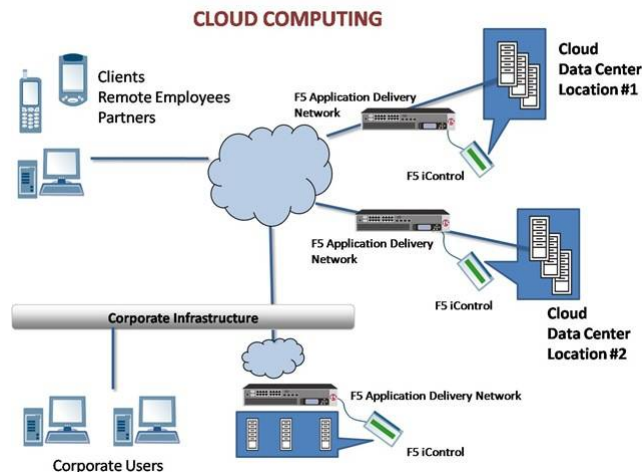 CLOUD COMPUTING
Clients
Remote Employees
Partners
F5 Application Delivery
Network
F5 iControl
Cloud
Data Center
Location #1
F5 Application Delivery
Network
F5 iControl
Cloud
Data Center
Location #2
Corporate Infrastructure
F5 Application Delivery Network
F5 iControl
Corporate Users